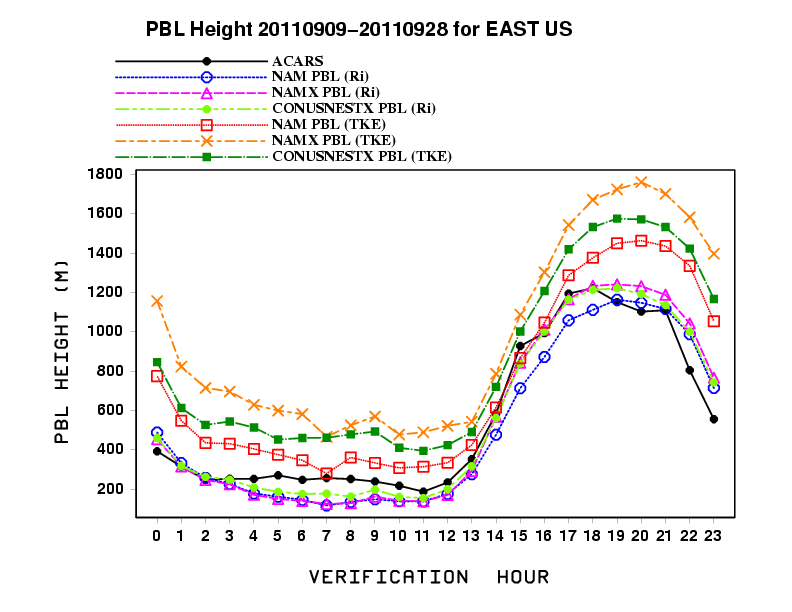 PBL Height 20110909-20110928 for EAST US
ACARS
NAM PBL (Ri)
NAMX PBL (Ri)
CONUSNESTX PBL (Ri)
NAM PBL (TKE)
NAMX PBL (TKE)
CONUSNESTX PBL (TKE)
1800
1600
1400
1200
1000
800
600
400
200
PBL HEIGHT (M)
0 1 2 3 4 5 6 7 8 9 10 11 12 13 14 15 16 17 18 19 20 21 22 23
VERIFICATION HOUR